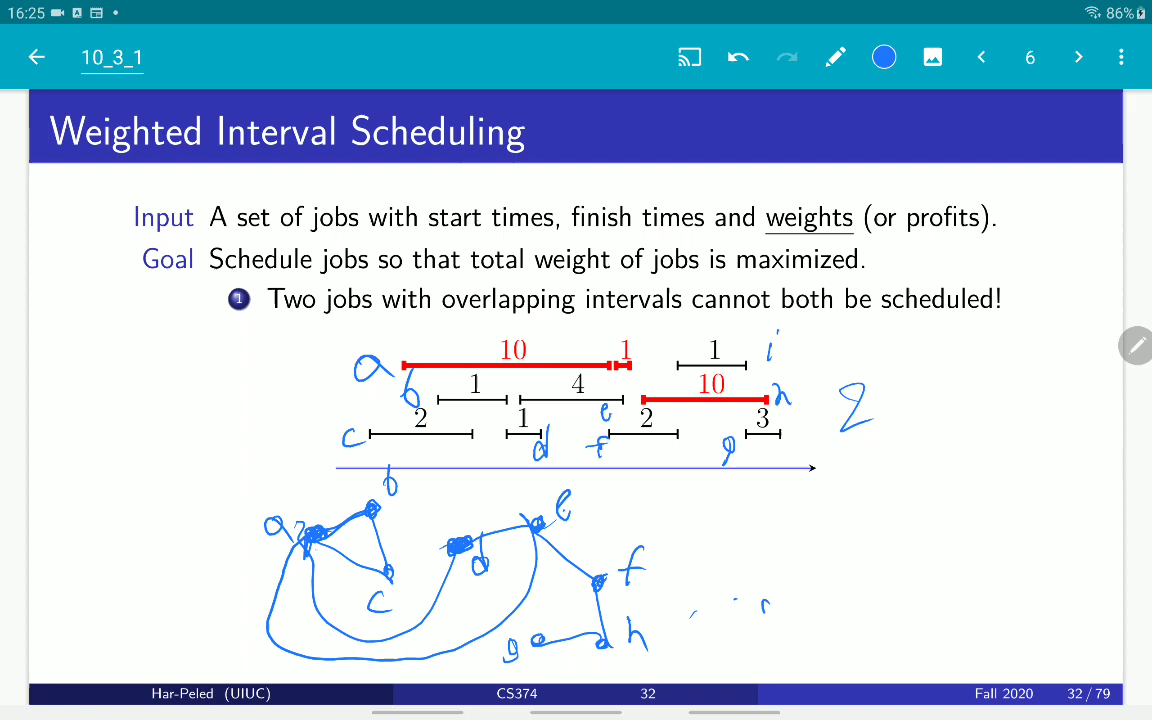 16:25 86%
10_3_1 6
Weighted Interval Scheduling
Input A set of jobs with start times, finish times and weights (or profits).
Goal Schedule jobs so that total weight of jobs is maximized.
1 Two jobs with overlapping intervals cannot both be scheduled!
a 10 1 1 i
b 1 4 e 10 h
c 2 1 d f 2 g 3
b
a e
d f
c
g h
Har-Peled (UIUC) CS374 32 Fall 2020 32 / 79